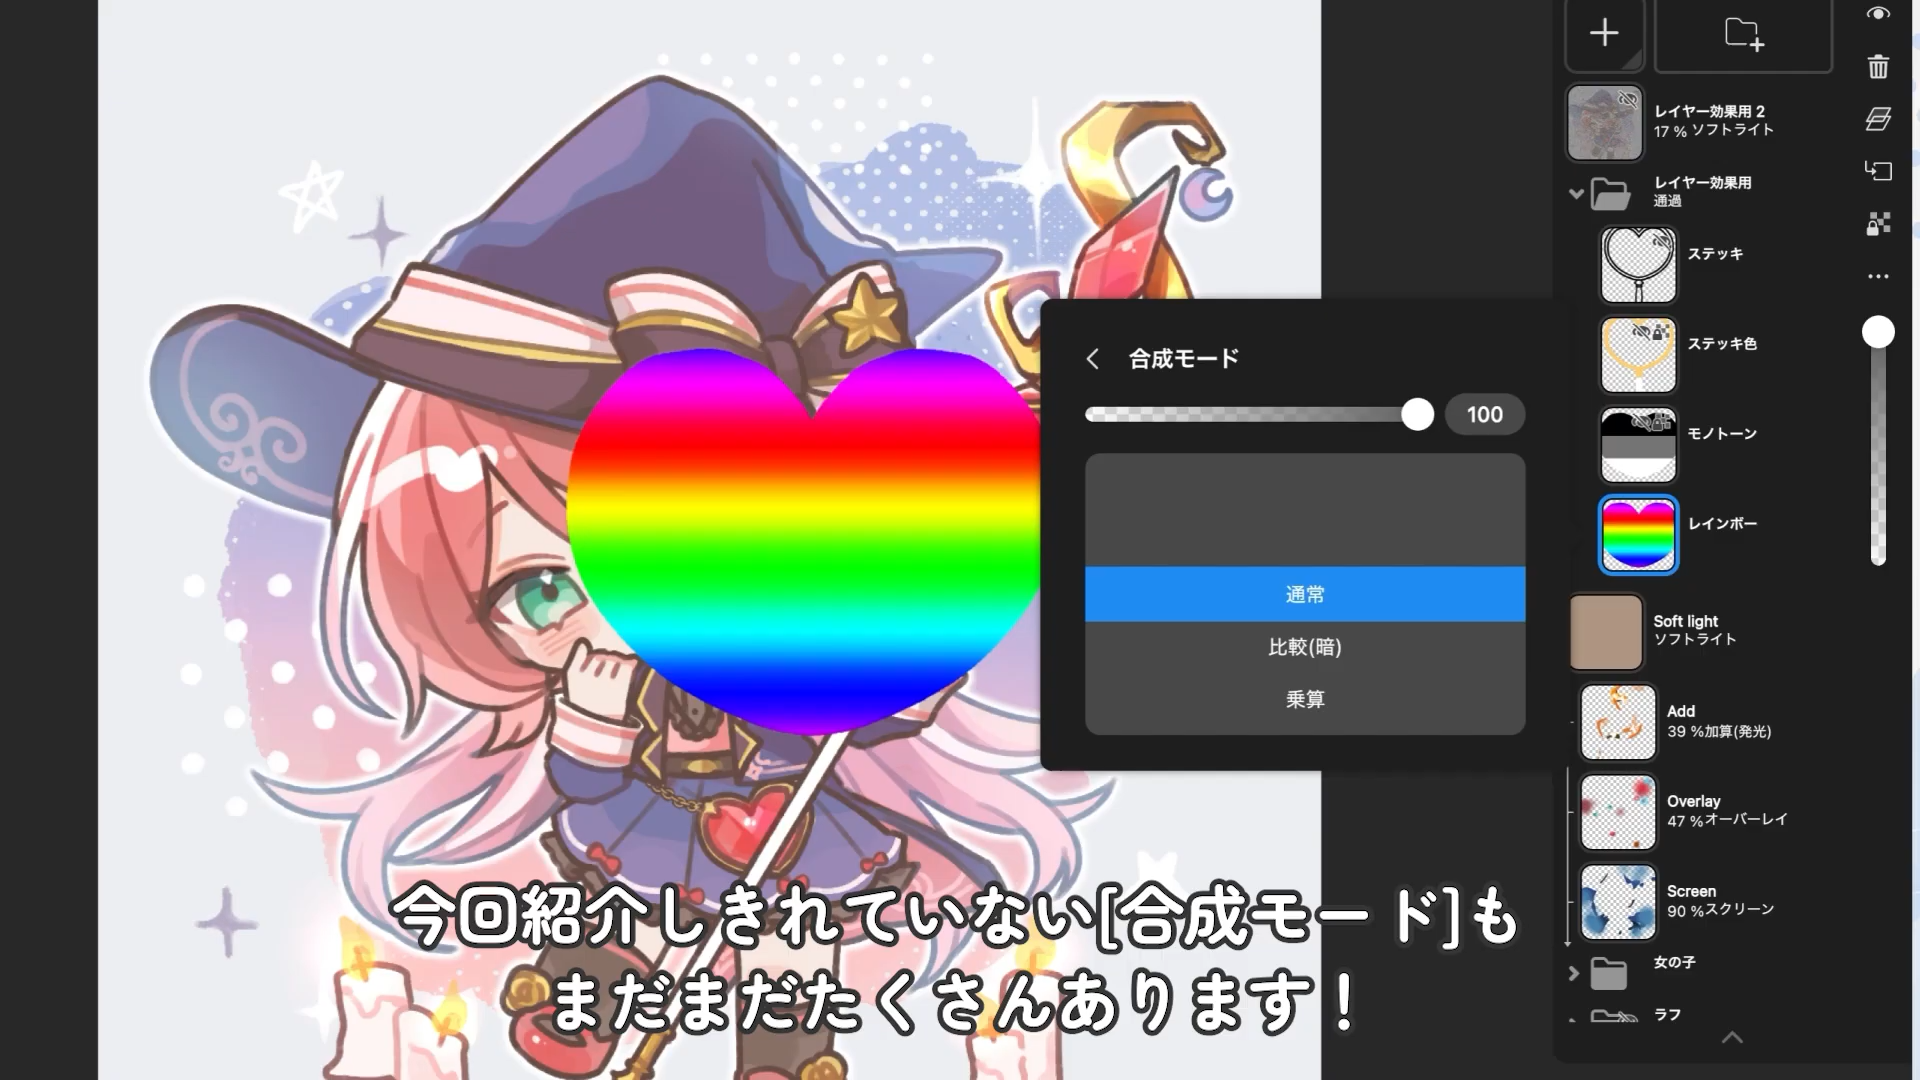 レイヤー効果用 2
17 % ソフトライト
レイヤー効果用
通過
ステッキ
ステッキ色
モノトーン
レインボー
Soft light
ソフトライト
Add
39 %加算(発光)
Overlay
47 %オーバーレイ
Screen
90 %スクリーン
女の子
ラフ
合成モード
100
通常
比較(暗)
乗算
今回紹介しきれていない[合成モード]も
まだまだたくさんあります!